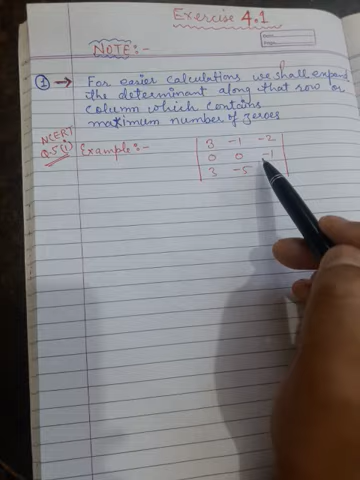 Exercise 4.1
NOTE:-
① → For easier calculations we shall expand
the determinant along that row or
column which contains
maximum number of zeroes
NCERT
Q-5(i) Example:-
3 -1 -2
0 0 -1
3 -5